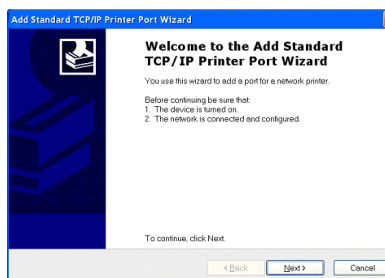 Add Standard TCP/IP Printer Port Wizard
Welcome to the Add Standard
TCP/IP Printer Port Wizard
You use this wizard to add a port for a network printer.
Before continuing be sure that:
1. The device is turned on.
2. The network is connected and configured.
To continue, click Next.
< Back Next > Cancel